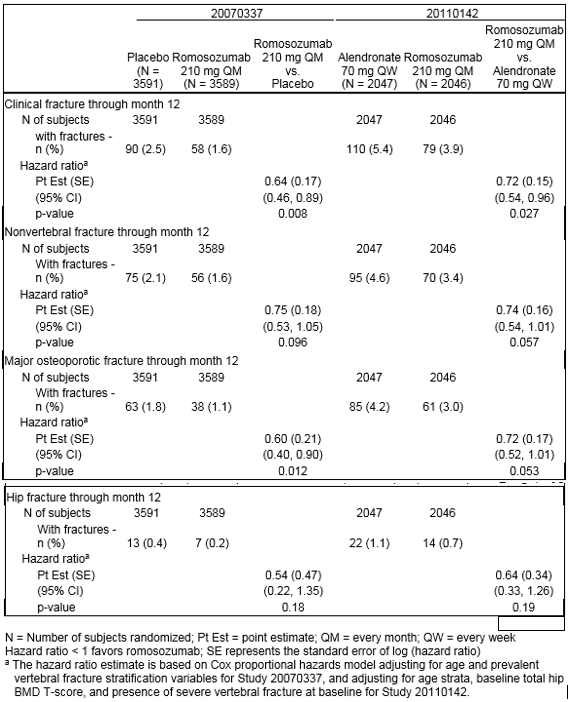 20070337 20110142
Romosozumab
Romosozumab 210 mg QM
Placebo Romosozumab 210 mg QM Alendronate Romosozumab vs.
(N = 210 mg QM vs. 70 mg QW 210 mg QM Alendronate
3591) (N = 3589) Placebo (N = 2047) (N = 2046) 70 mg QW
Clinical fracture through month 12
N of subjects 3591 3589 2047 2046
with fractures -
n (%) 90 (2.5) 58 (1.6) 110 (5.4) 79 (3.9)
Hazard ratioᵃ
Pt Est (SE) 0.64 (0.17) 0.72 (0.15)
(95% CI) (0.46, 0.89) (0.54, 0.96)
p-value 0.008 0.027
Nonvertebral fracture through month 12
N of subjects 3591 3589 2047 2046
With fractures -
n (%) 75 (2.1) 56 (1.6) 95 (4.6) 70 (3.4)
Hazard ratioᵃ
Pt Est (SE) 0.75 (0.18) 0.74 (0.16)
(95% CI) (0.53, 1.05) (0.54, 1.01)
p-value 0.096 0.057
Major osteoporotic fracture through month 12
N of subjects 3591 3589 2047 2046
With fractures -
n (%) 63 (1.8) 38 (1.1) 85 (4.2) 61 (3.0)
Hazard ratioᵃ
Pt Est (SE) 0.60 (0.21) 0.72 (0.17)
(95% CI) (0.40, 0.90) (0.52, 1.01)
p-value 0.012 0.053
Hip fracture through month 12
N of subjects 3591 3589 2047 2046
With fractures -
n (%) 13 (0.4) 7 (0.2) 22 (1.1) 14 (0.7)
Hazard ratioᵃ
Pt Est (SE) 0.54 (0.47) 0.64 (0.34)
(95% CI) (0.22, 1.35) (0.33, 1.26)
p-value 0.18 0.19
N = Number of subjects randomized; Pt Est = point estimate; QM = every month; QW = every week
Hazard ratio < 1 favors romosozumab; SE represents the standard error of log (hazard ratio)
ᵃ The hazard ratio estimate is based on Cox proportional hazards model adjusting for age and prevalent
vertebral fracture stratification variables for Study 20070337, and adjusting for age strata, baseline total hip
BMD T-score, and presence of severe vertebral fracture at baseline for Study 20110142.